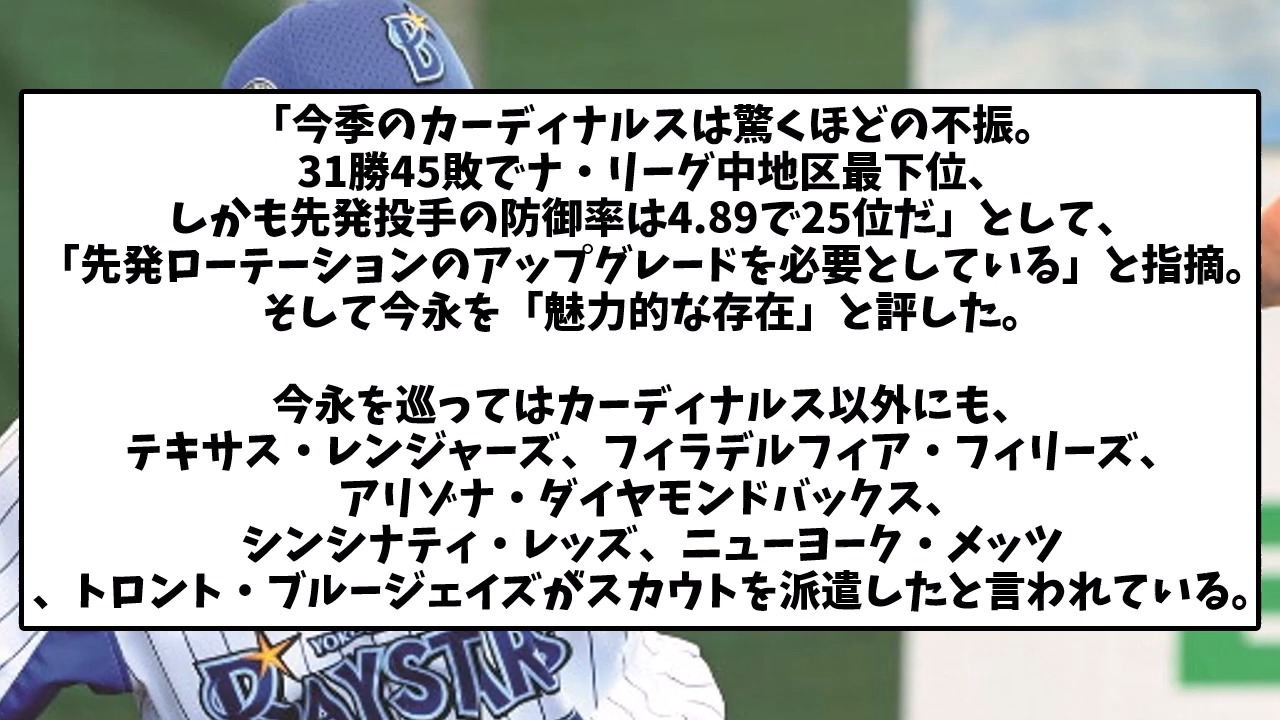 B
「今季のカーディナルスは驚くほどの不振。
31勝45敗でナ・リーグ中地区最下位、
しかも先発投手の防御率は4.89で25位だ」として、
「先発ローテーションのアップグレードを必要としている」と指摘。
そして今永を「魅力的な存在」と評した。
今永を巡ってはカーディナルス以外にも、
テキサス・レンジャーズ、フィラデルフィア・フィリーズ、
アリゾナ・ダイヤモンドバックス、
シンシナティ・レッズ、ニューヨーク・メッツ
、トロント・ブルージェイズがスカウトを派遣したと言われている。
BAYSTARS